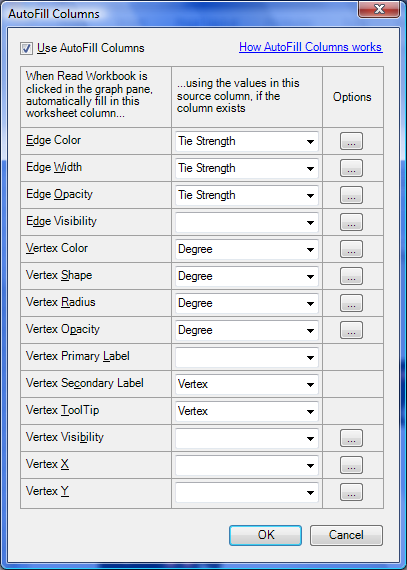 AutoFill Columns
Use AutoFill Columns
How AutoFill Columns works
When Read Workbook is
clicked in the graph pane,
automatically fill in this
worksheet column...
...using the values in this
source column, if the
column exists
Options
Edge Color Tie Strength ...
Edge Width Tie Strength ...
Edge Opacity Tie Strength ...
Edge Visibility ...
Vertex Color Degree ...
Vertex Shape Degree ...
Vertex Radius Degree ...
Vertex Opacity Degree ...
Vertex Primary Label
Vertex Secondary Label Vertex
Vertex ToolTip Vertex
Vertex Visibility ...
Vertex X ...
Vertex Y ...
OK Cancel